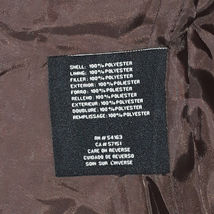 SHELL: 100% POLYESTER
LINING: 100% POLYESTER
FILLER: 100% POLYESTER
EXTERIOR: 100% POLYESTER
FORRO: 100% POLYESTER
RELLENO: 100% POLYESTER
EXTERIEUR: 100% POLYESTER
DOUBLURE: 100% POLYESTER
REMPLISSAGE: 100% POLYESTER
RN# 54163
CA# 57151
CARE ON REVERSE
CUIDADO DE REVERSO
SOIN SUR L'INVERSE